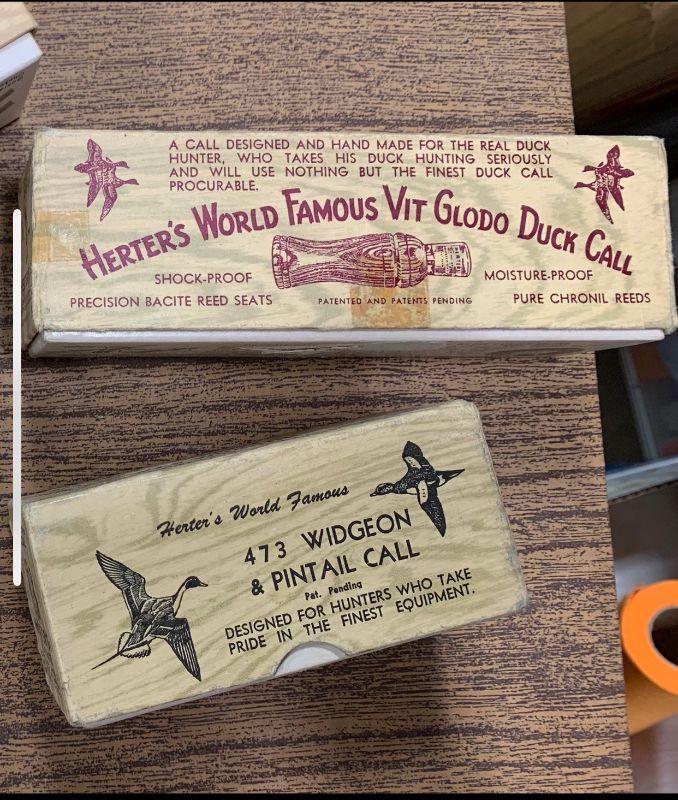 A CALL DESIGNED AND HAND MADE FOR THE REAL DUCK
HUNTER, WHO TAKES HIS DUCK HUNTING SERIOUSLY
AND WILL USE NOTHING BUT THE FINEST DUCK CALL
PROCURABLE.
HERTER'S WORLD FAMOUS VIT GLODO DUCK CALL
SHOCK-PROOF
MOISTURE-PROOF
PRECISION BACITE REED SEATS
PATENTED AND PATENTS PENDING
PURE CHRONIL REEDS
Herter's World Famous
473 WIDGEON
& PINTAIL CALL
Pat. Pending
DESIGNED FOR HUNTERS WHO TAKE
PRIDE IN THE FINEST EQUIPMENT.